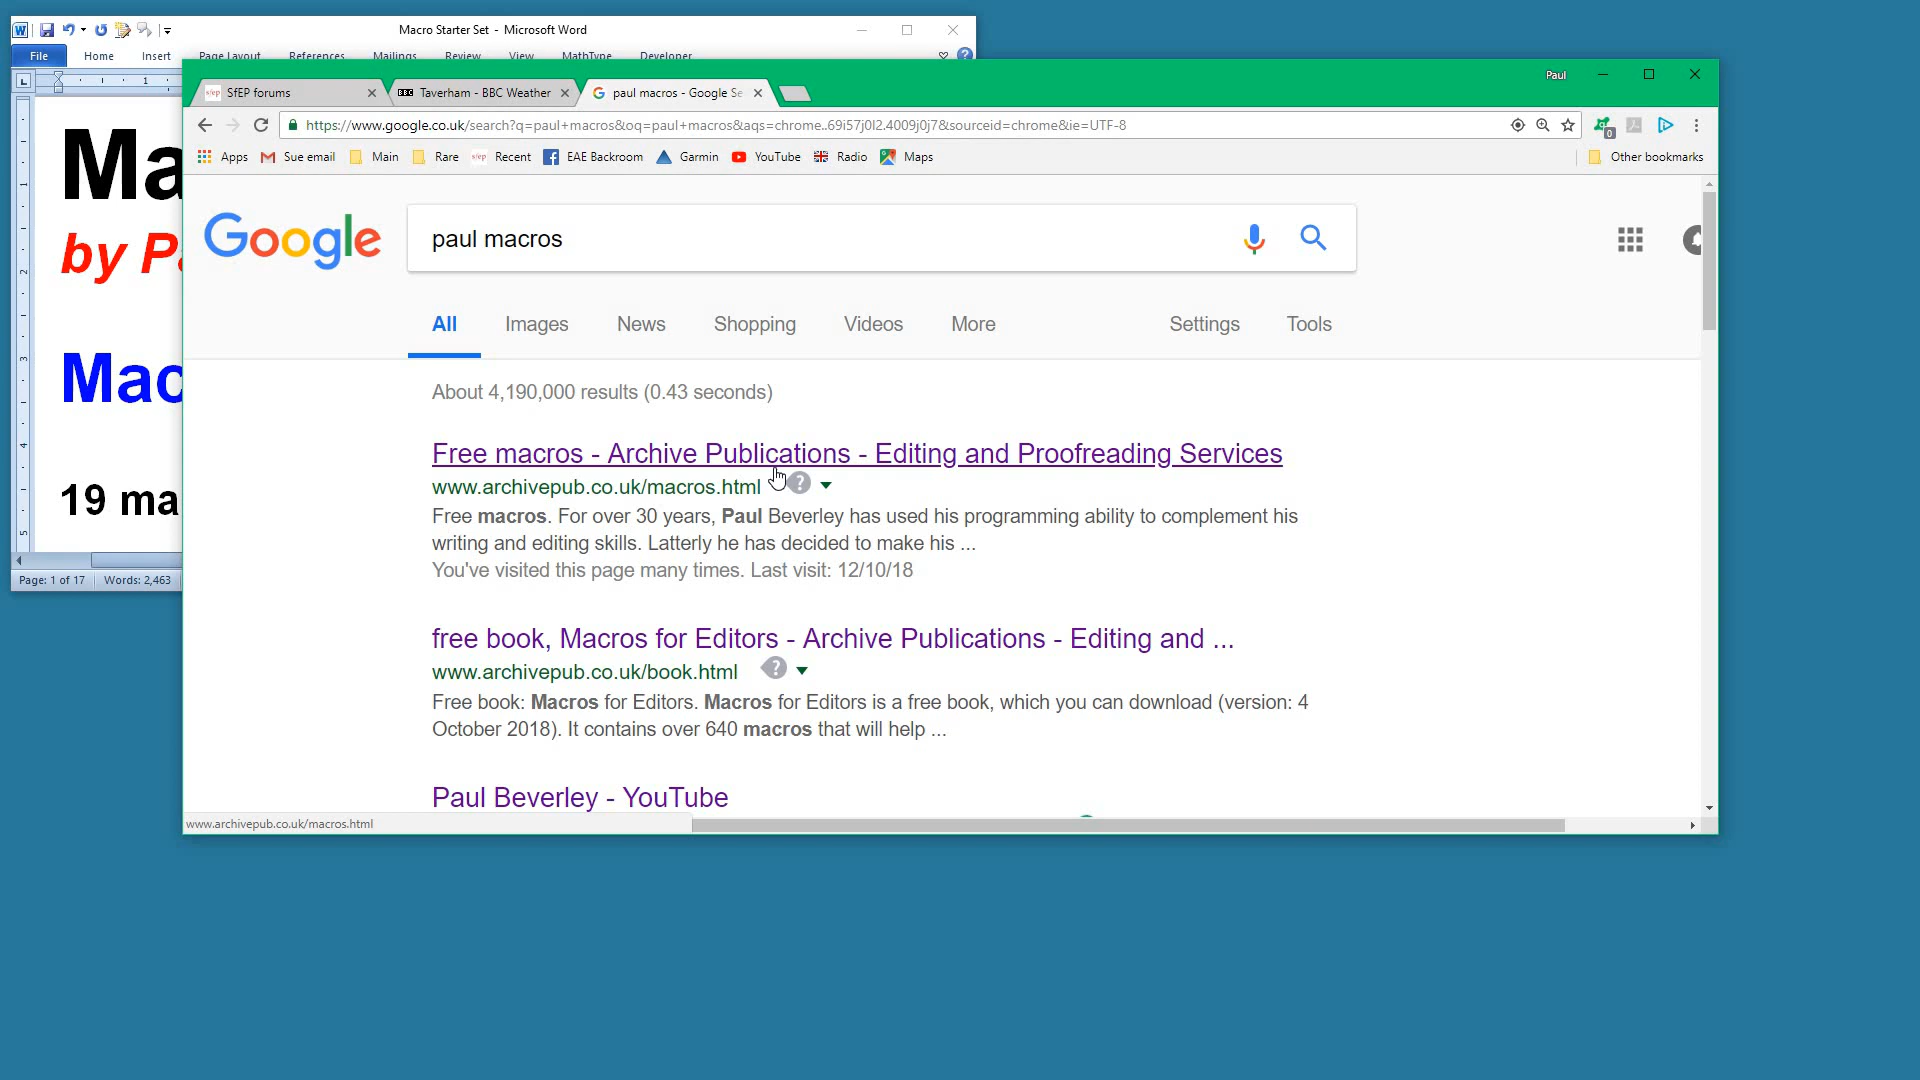 Macro Starter Set - Microsoft Word
File Home Insert Page Layout References Mailings Review View MathType Developer
Ma
by P
Mac
19 ma
Page: 1 of 17 Words: 2,463
Paul
SfEP forums
Taverham - BBC Weather
paul macros - Google Se
https://www.google.co.uk/search?q=paul+macros&oq=paul+macros&aqs=chrome..69i57j0l2.4009j0j7&sourceid=chrome&ie=UTF-8
Apps Sue email Main Rare Recent EAE Backroom Garmin YouTube Radio Maps Other bookmarks
Google
paul macros
All Images News Shopping Videos More Settings Tools
About 4,190,000 results (0.43 seconds)
Free macros - Archive Publications - Editing and Proofreading Services
www.archivepub.co.uk/macros.html
Free macros. For over 30 years, Paul Beverley has used his programming ability to complement his
writing and editing skills. Latterly he has decided to make his ...
You've visited this page many times. Last visit: 12/10/18
free book, Macros for Editors - Archive Publications - Editing and ...
www.archivepub.co.uk/book.html
Free book: Macros for Editors. Macros for Editors is a free book, which you can download (version: 4
October 2018). It contains over 640 macros that will help ...
Paul Beverley - YouTube
www.archivepub.co.uk/macros.html